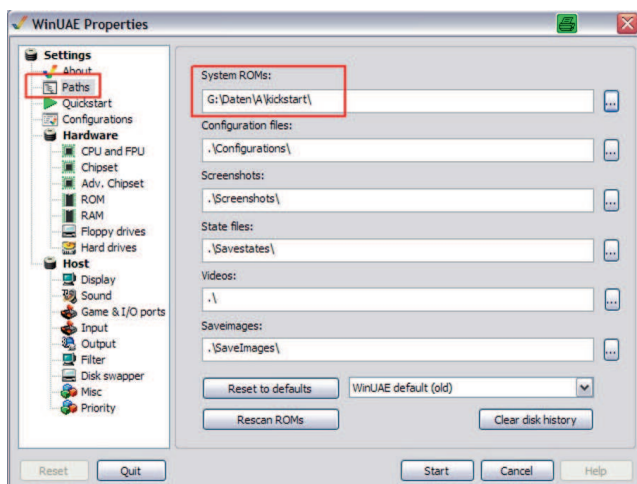 WinUAE Properties
Settings
About
Paths
Quickstart
Configurations
Hardware
CPU and FPU
Chipset
Adv. Chipset
ROM
RAM
Floppy drives
Hard drives
Host
Display
Sound
Game & I/O ports
Input
Output
Filter
Disk swapper
Misc
Priority
System ROMs:
G:\Daten\A\kickstart\
...
Configuration files:
.\Configurations\
...
Screenshots:
.\Screenshots\
...
State files:
.\Savestates\
...
Videos:
.\
...
Saveimages:
.\SaveImages\
...
Reset to defaults
WinUAE default (old)
Rescan ROMs
Clear disk history
Reset
Quit
Start
Cancel
Help